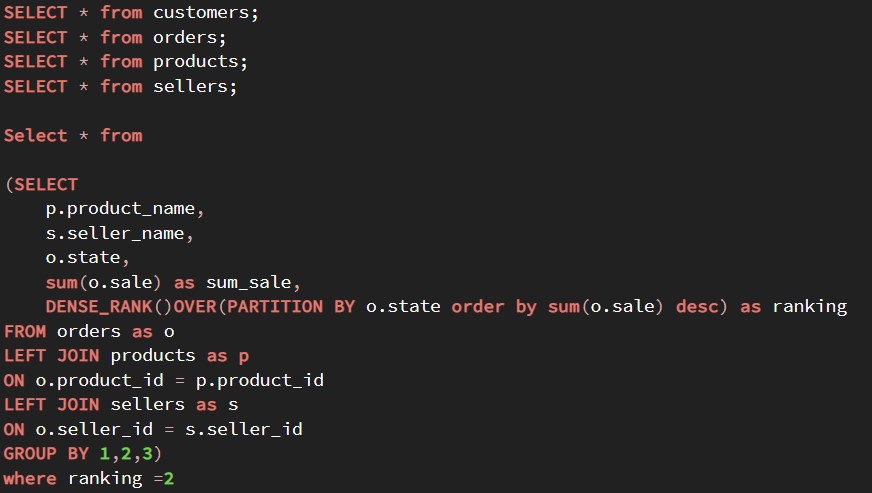 SELECT * from customers;
SELECT * from orders;
SELECT * from products;
SELECT * from sellers;
Select * from
(SELECT
p.product_name,
s.seller_name,
o.state,
sum(o.sale) as sum_sale,
DENSE_RANK()OVER(PARTITION BY o.state order by sum(o.sale) desc) as ranking
FROM orders as o
LEFT JOIN products as p
ON o.product_id = p.product_id
LEFT JOIN sellers as s
ON o.seller_id = s.seller_id
GROUP BY 1,2,3)
where ranking =2